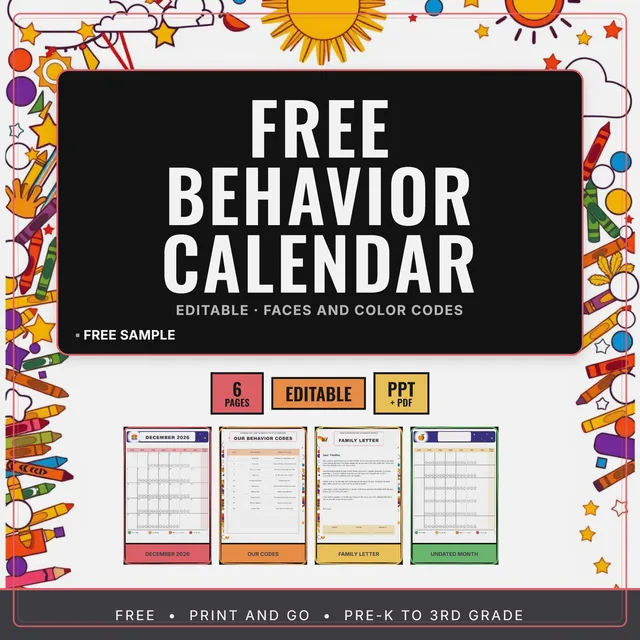 FREE
BEHAVIOR
CALENDAR
EDITABLE · FACES AND COLOR CODES
▪ FREE SAMPLE
6
PAGES
EDITABLE
PPT
+ PDF
DECEMBER 2026
OUR BEHAVIOR CODES
FAMILY LETTER
DECEMBER 2026
OUR CODES
FAMILY LETTER
UNDATED MONTH
FREE • PRINT AND GO • PRE-K TO 3RD GRADE